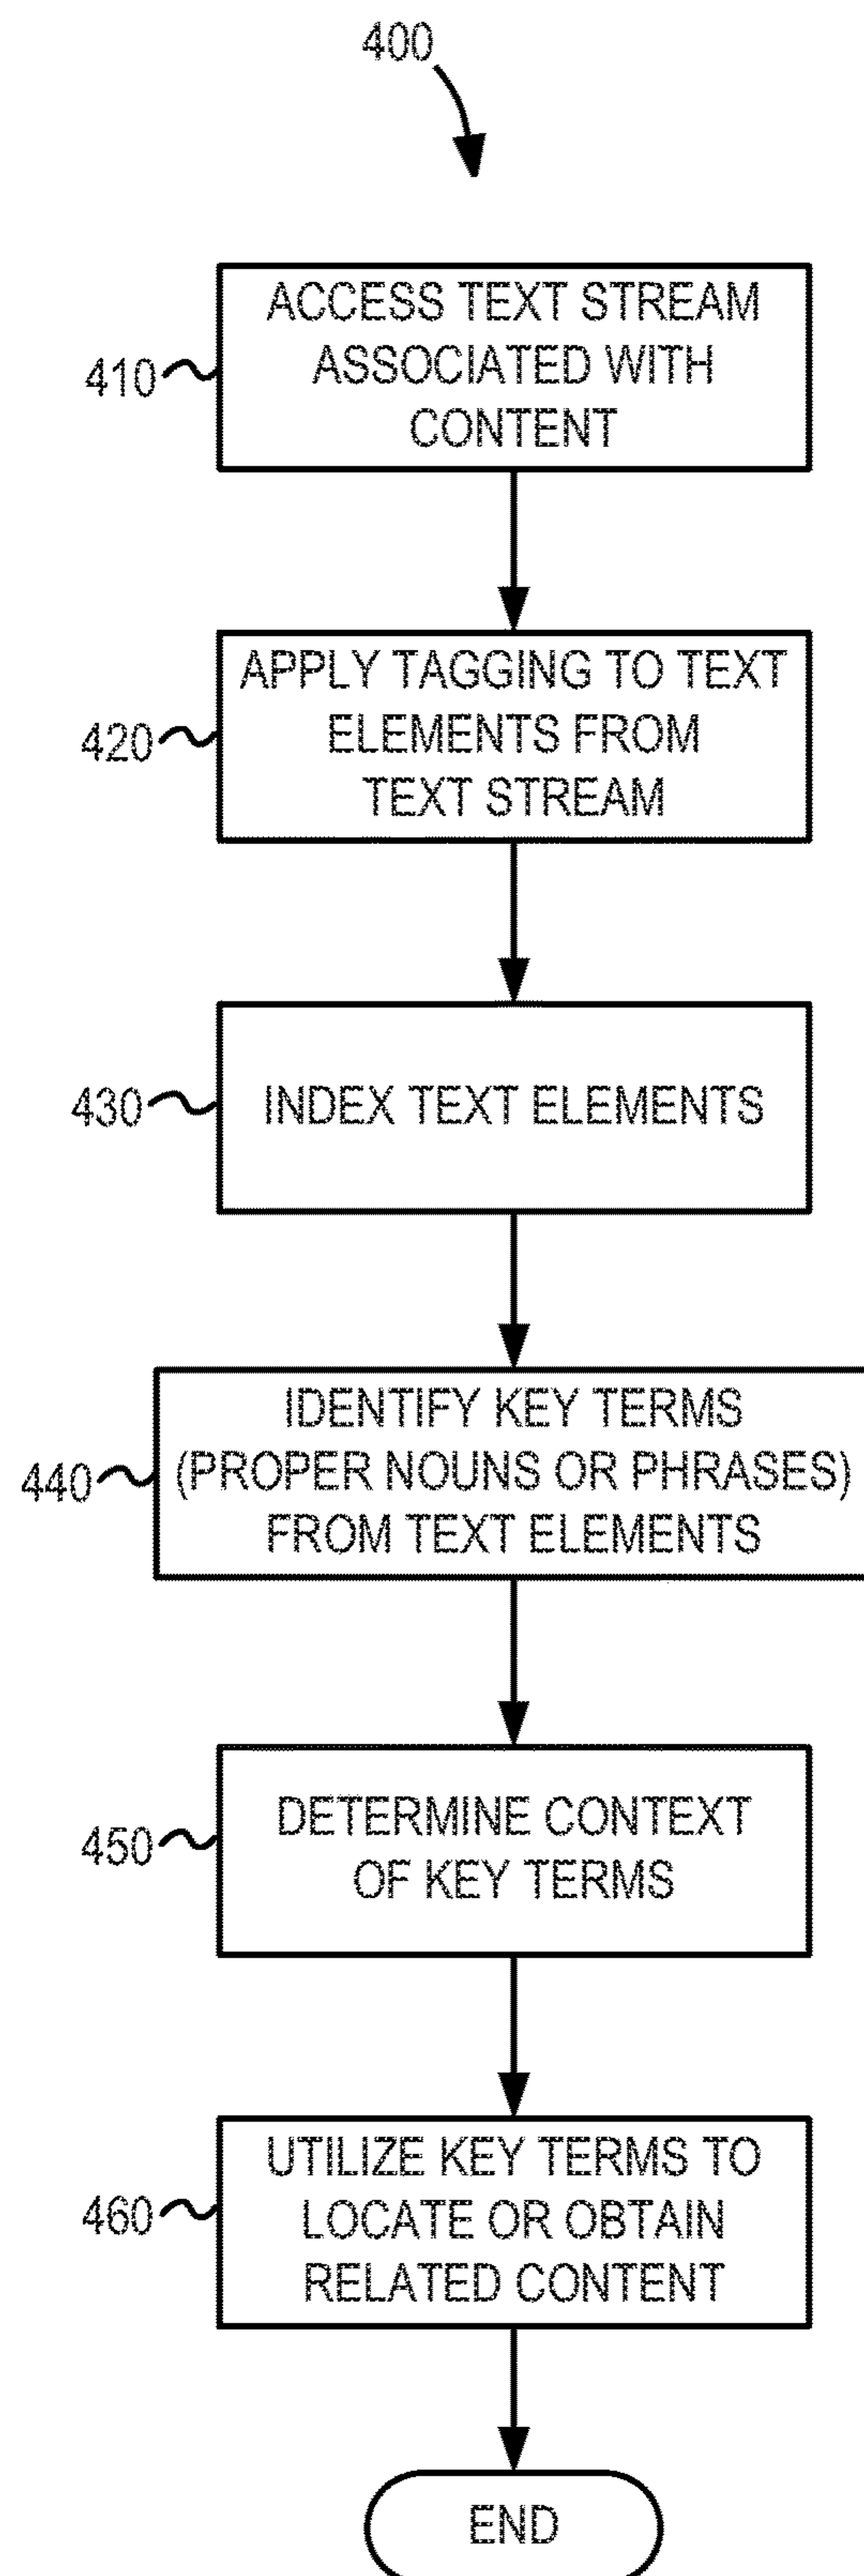 400
410
ACCESS TEXT STREAM
ASSOCIATED WITH
CONTENT
420
APPLY TAGGING TO TEXT
ELEMENTS FROM
TEXT STREAM
430
INDEX TEXT ELEMENTS
440
IDENTIFY KEY TERMS
(PROPER NOUNS OR PHRASES)
FROM TEXT ELEMENTS
450
DETERMINE CONTEXT
OF KEY TERMS
460
UTILIZE KEY TERMS TO
LOCATE OR OBTAIN
RELATED CONTENT
END